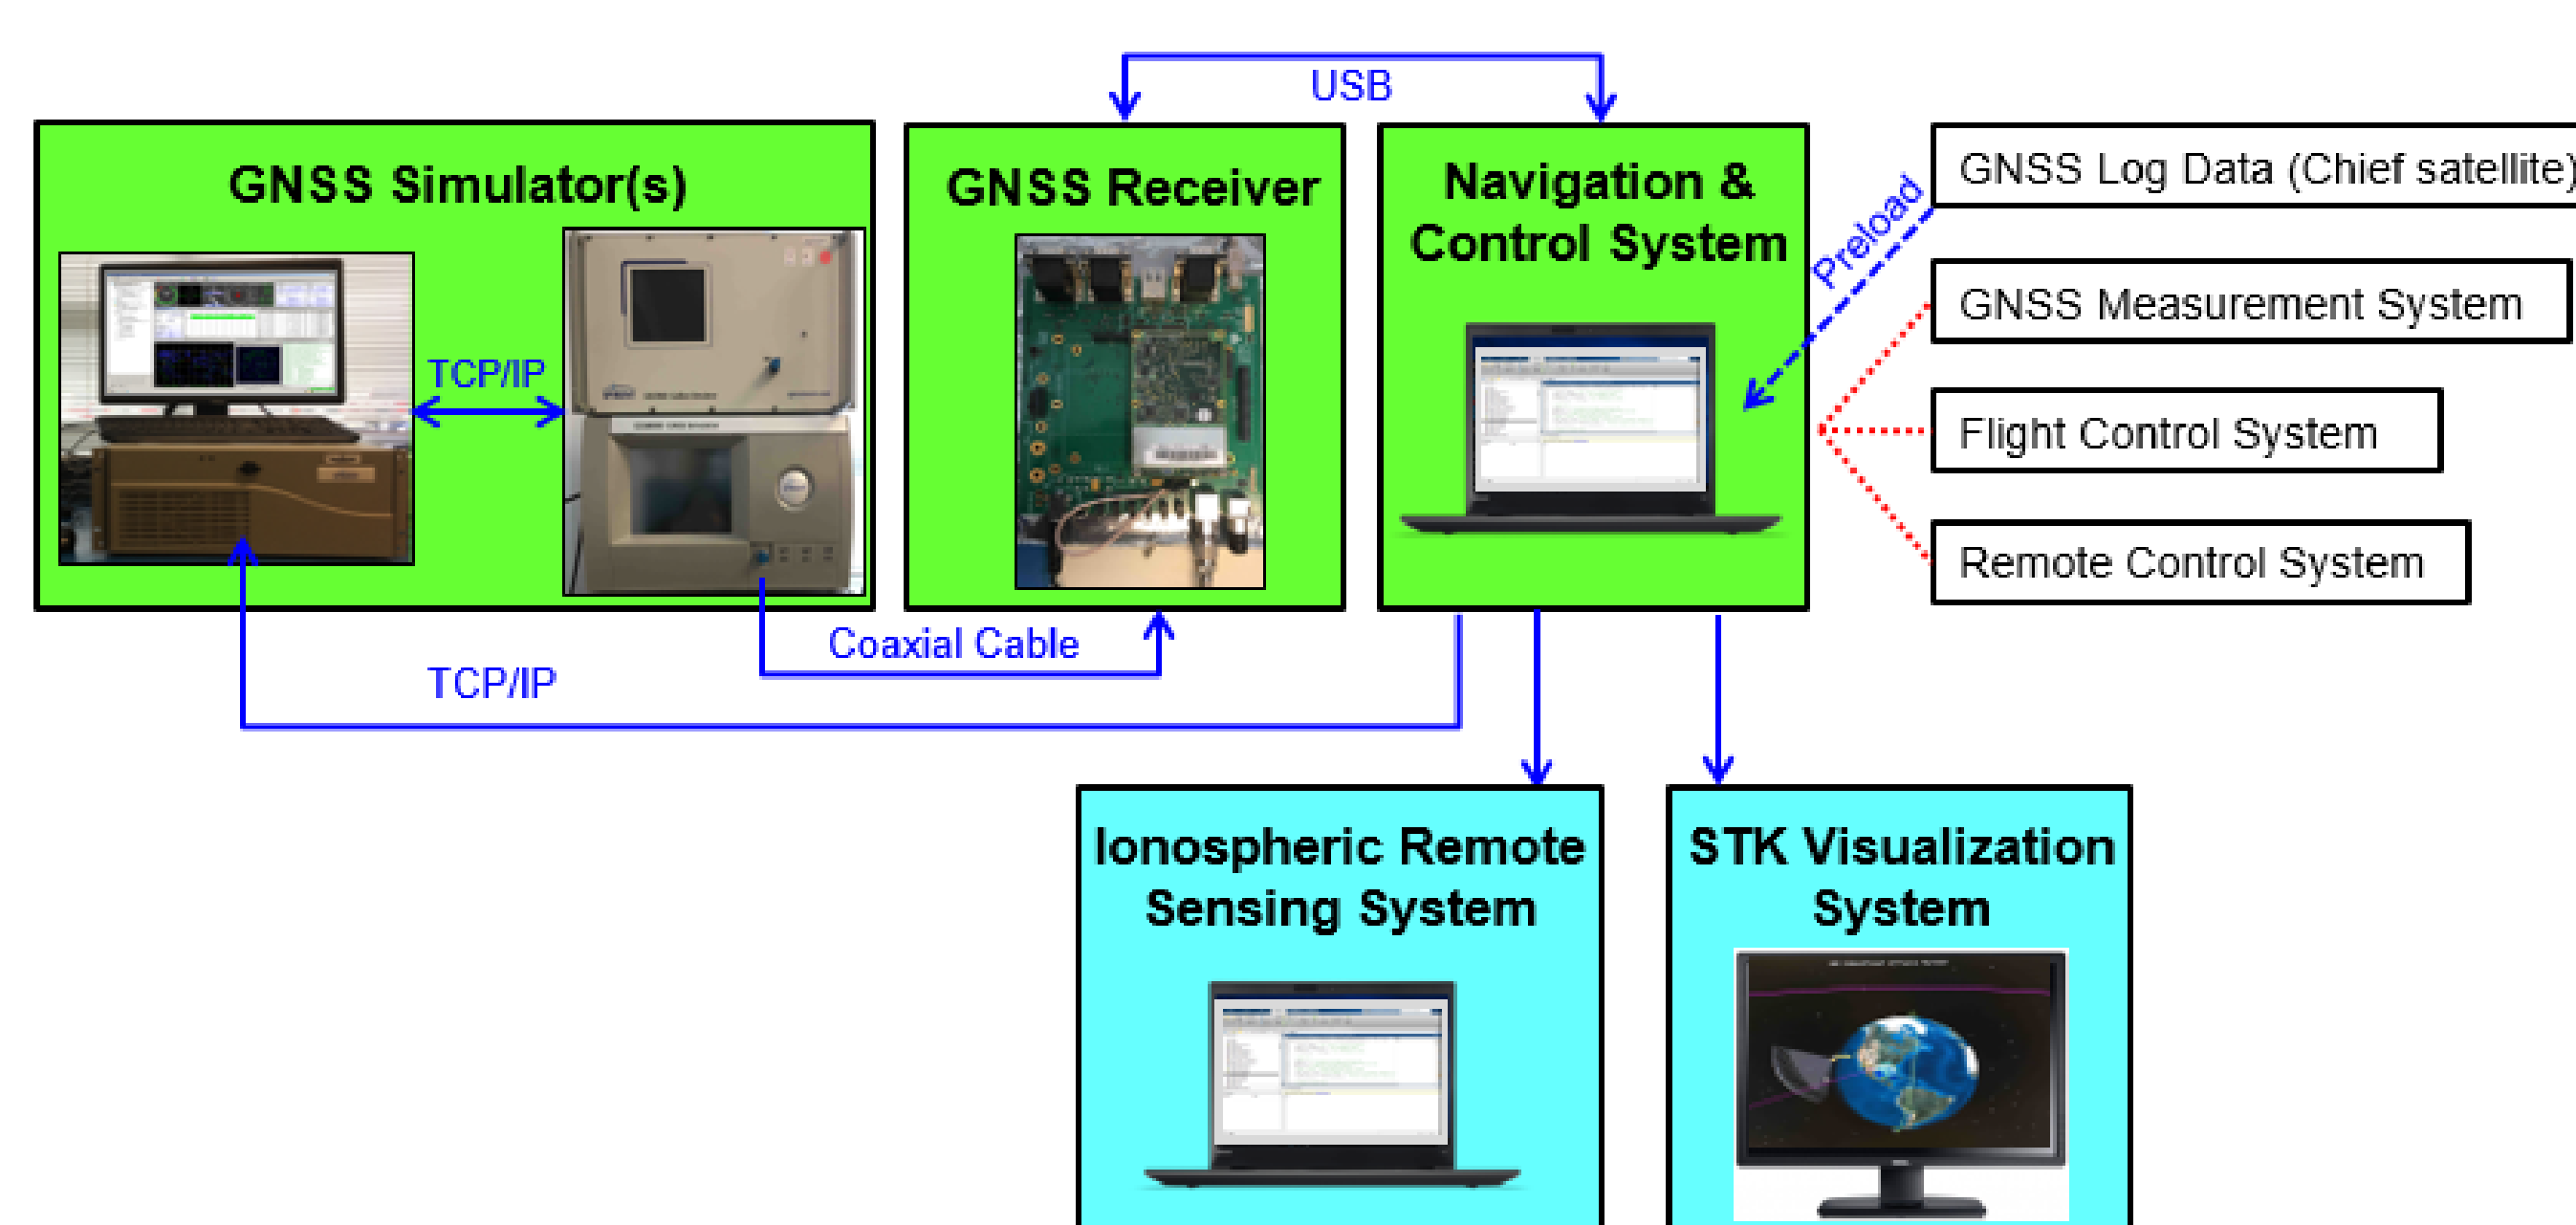 USB
GNSS Simulator(s)
TCP/IP
GNSS Receiver
Navigation &
Control System
Preload
GNSS Log Data (Chief satellite)
GNSS Measurement System
Flight Control System
Remote Control System
Coaxial Cable
TCP/IP
Ionospheric Remote
Sensing System
STK Visualization
System